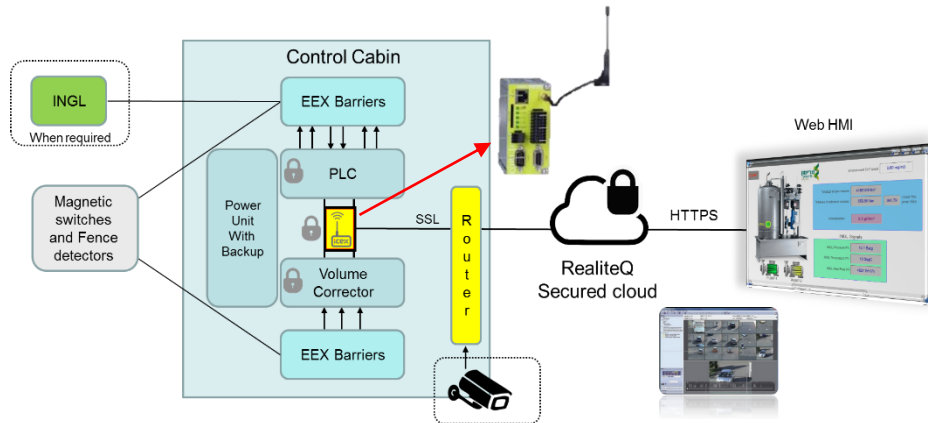 Control Cabin
INGL
When required
EEX Barriers
PLC
Magnetic
switches
and Fence
detectors
Power
Unit
With
Backup
icex
Volume
Corrector
EEX Barriers
SSL
R
o
u
t
e
r
RealiteQ
Secured cloud
HTTPS
Web HMI